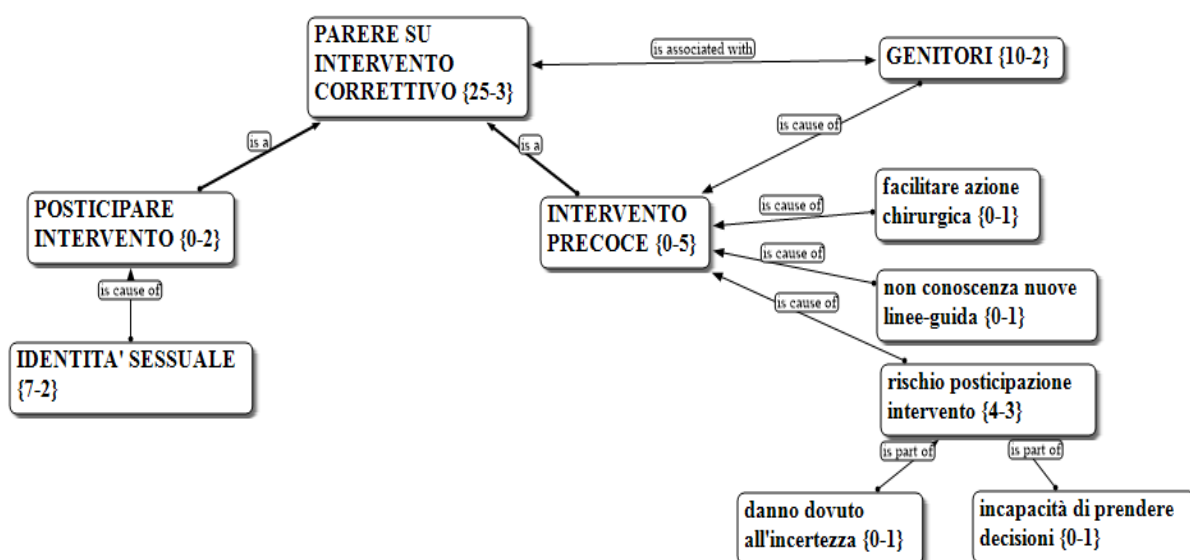 PARERE SU
INTERVENTO
CORRETTIVO {25-3}
is associated with
GENITORI {10-2}
is cause of
is a
is a
POSTICIPARE
INTERVENTO {0-2}
INTERVENTO
PRECOCE {0-5}
is cause of
facilitare azione
chirurgica {0-1}
is cause of
is cause of
non conoscenza nuove
linee-guida {0-1}
is cause of
IDENTITA' SESSUALE
{7-2}
rischio posticipazione
intervento {4-3}
is part of
is part of
danno dovuto
all'incertezza {0-1}
incapacità di prendere
decisioni {0-1}